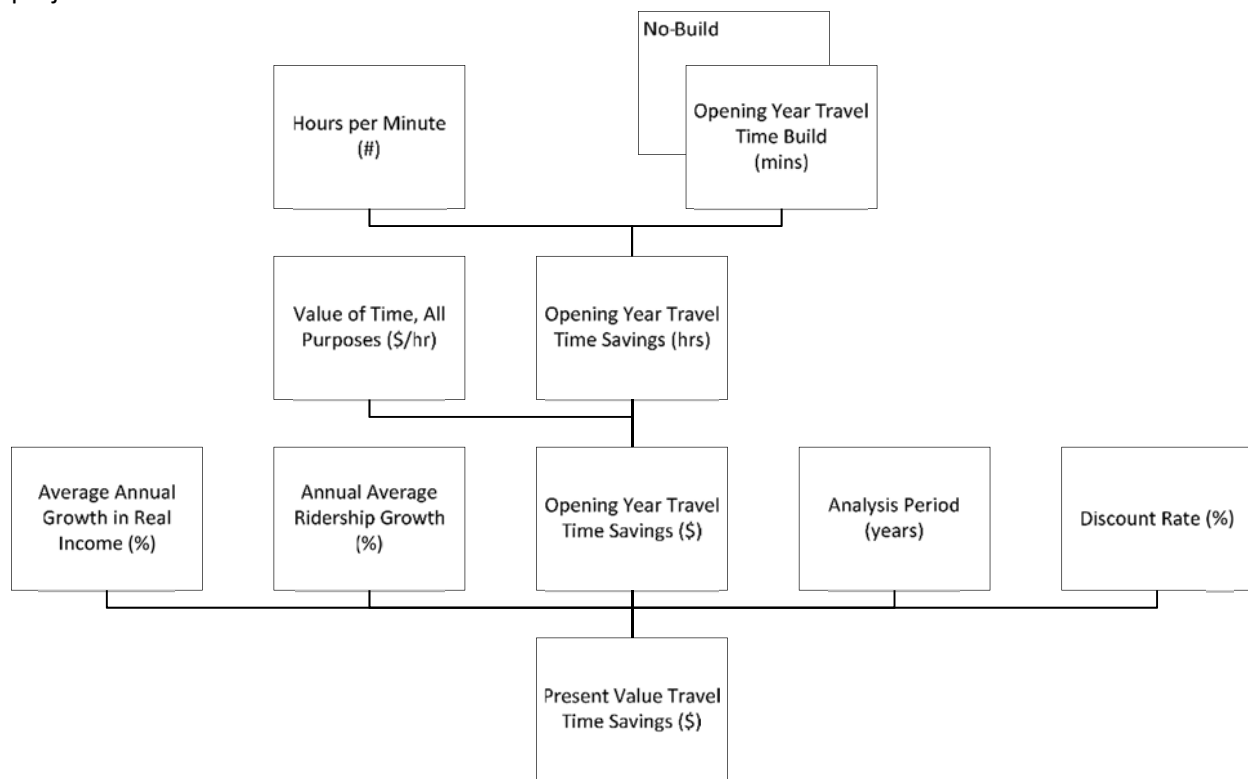 No-Build
Hours per Minute
(#)
Opening Year Travel
Time Build
(mins)
Value of Time, All
Purposes ($/hr)
Opening Year Travel
Time Savings (hrs)
Average Annual
Growth in Real
Income (%)
Annual Average
Ridership Growth
(%)
Opening Year Travel
Time Savings ($)
Analysis Period
(years)
Discount Rate (%)
Present Value Travel
Time Savings ($)